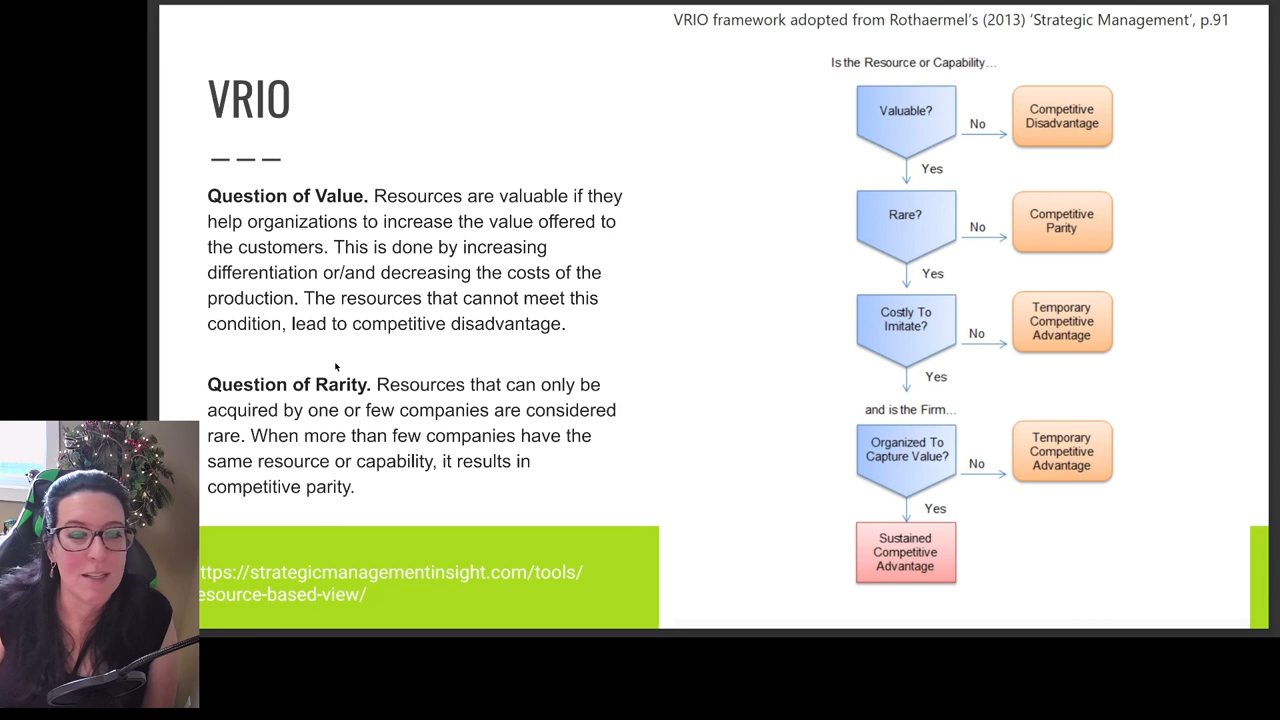 VRIO framework adopted from Rothaermel's (2013) 'Strategic Management', p.91
VRIO
Question of Value. Resources are valuable if they
help organizations to increase the value offered to
the customers. This is done by increasing
differentiation or/and decreasing the costs of the
production. The resources that cannot meet this
condition, lead to competitive disadvantage.
Question of Rarity. Resources that can only be
acquired by one or few companies are considered
rare. When more than few companies have the
same resource or capability, it results in
competitive parity.
ttps://strategicmanagementinsight.com/tools/
esource-based-view/
Is the Resource or Capability...
Valuable?
No
Competitive
Disadvantage
Yes
Rare?
No
Competitive
Parity
Yes
Costly To
Imitate?
No
Temporary
Competitive
Advantage
Yes
and is the Firm...
Organized To
Capture Value?
No
Temporary
Competitive
Advantage
Yes
Sustained
Competitive
Advantage